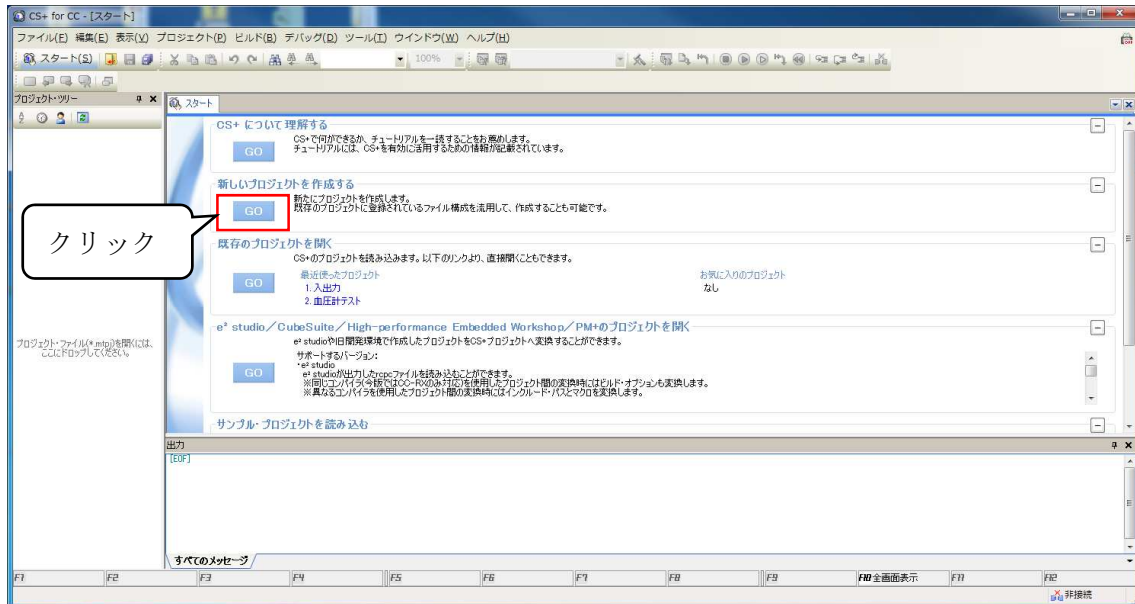 CS+ for CC - [スタート]
ファイル(F) 編集(E) 表示(V) プロジェクト(P) ビルド(B) デバッグ(D) ツール(T) ウインドウ(W) ヘルプ(H)
スタート(S)
100%
プロジェクト・ツリー
スタート
CS+ について理解する
GO
CS+で何ができるか、チュートリアルを一読することをお薦めします。
チュートリアルには、CS+を有効に活用するための情報が記載されています。
新しいプロジェクトを作成する
GO
新たにプロジェクトを作成します。
既存のプロジェクトに登録されているファイル構成を流用して、作成することも可能です。
クリック
既存のプロジェクトを開く
CS+のプロジェクトを読み込みます。以下のリンクより、直接開くこともできます。
GO
最近使ったプロジェクト
1. 入出力
2. 血圧計テスト
お気に入りのプロジェクト
なし
プロジェクト・ファイル(*.mtpj)を開くには、
ここにドロップしてください。
e² studio/CubeSuite/High-performance Embedded Workshop/PM+のプロジェクトを開く
e² studioや旧開発環境で作成したプロジェクトをCS+プロジェクトへ変換することができます。
GO
サポートするバージョン:
・e² studio
e² studioが出力したrcpcファイルを読み込むことができます。
※同じコンパイラ(今版ではCC-RXのみ対応)を使用したプロジェクト間の変換時にはビルド・オプションも変換します。
※異なるコンパイラを使用したプロジェクト間の変換時にはインクルード・パスとマクロを変換します。
サンプル・プロジェクトを読み込む
出力
[EOF]
すべてのメッセージ
F1 F2 F3 F4 F5 F6 F7 F8 F9 F10 全画面表示 F11 F12
非接続